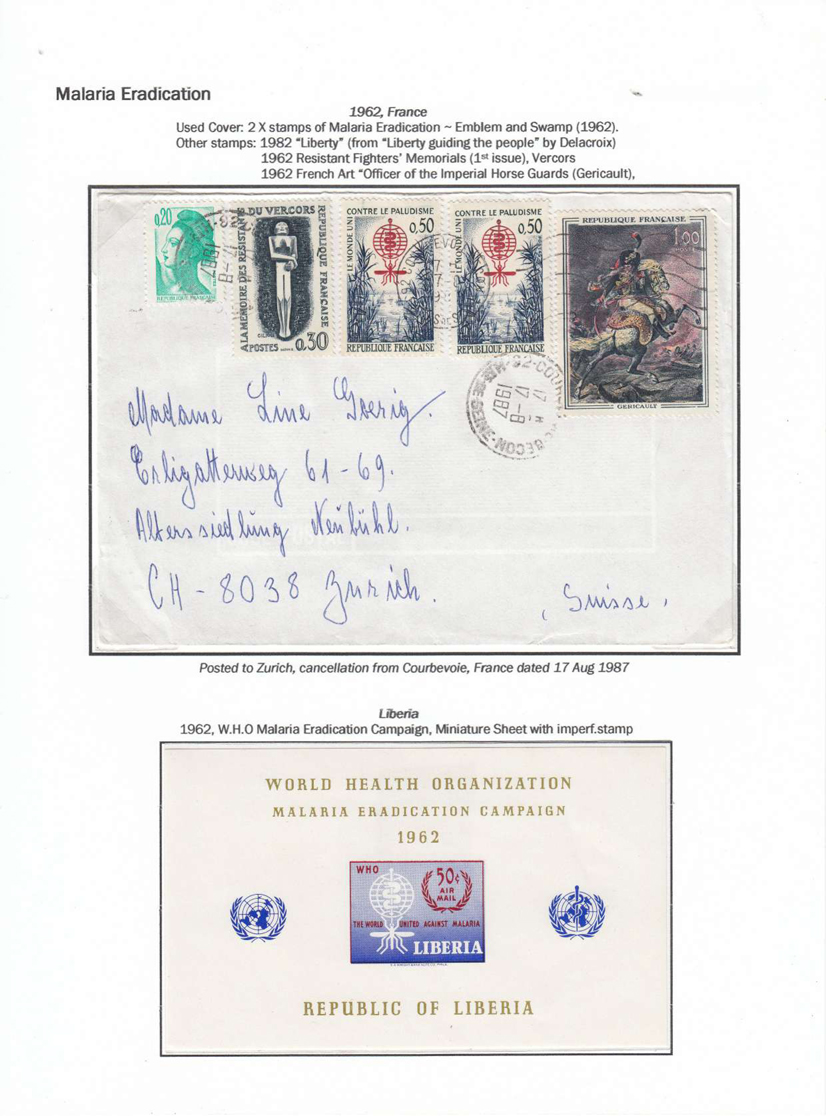 Malaria Eradication
1962, France
Used Cover: 2 X stamps of Malaria Eradication ~ Emblem and Swamp (1962).
Other stamps: 1982 “Liberty” (from “Liberty guiding the people” by Delacroix)
1962 Resistant Fighters’ Memorials (1st issue), Vercors
1962 French Art “Officer of the Imperial Horse Guards (Gericault),
0,20
REPUBLIQUE FRANÇAISE
A LA MEMOIRE DES RESISTANTS DU VERCORS
REPUBLIQUE FRANÇAISE
POSTES 0,30
LE MONDE UNI CONTRE LE PALUDISME
0,50
REPUBLIQUE FRANÇAISE
LE MONDE UNI CONTRE LE PALUDISME
0,50
REPUBLIQUE FRANÇAISE
REPUBLIQUE FRANÇAISE
1,00
POSTES
GERICAULT
17-8
1987
Madame Line Goerig.
Erligatterweg 61-69.
Alterssiedlung Neubühl.
CH-8038 Zurich.
, Suisse,
Posted to Zurich, cancellation from Courbevoie, France dated 17 Aug 1987
Liberia
1962, W.H.O Malaria Eradication Campaign, Miniature Sheet with imperf.stamp
WORLD HEALTH ORGANIZATION
MALARIA ERADICATION CAMPAIGN
1962
WHO
50¢
AIR
MAIL
THE WORLD UNITED AGAINST MALARIA
LIBERIA
REPUBLIC OF LIBERIA